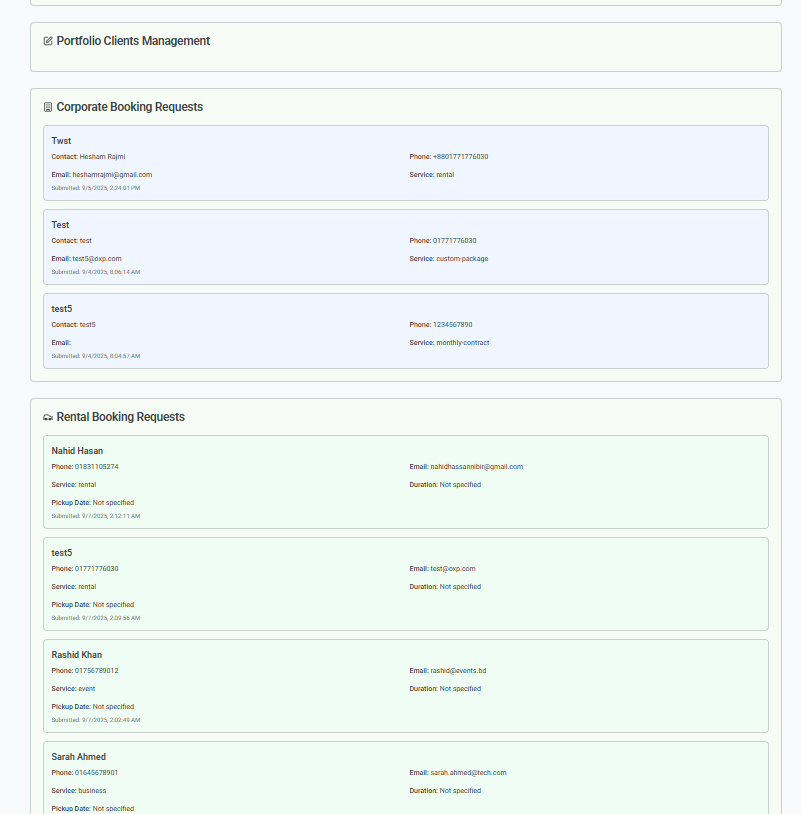 Portfolio Clients Management
Corporate Booking Requests
Twst
Contact: Hesham Rajmi Phone: +8801771776030
Email: heshamrajmi@gmail.com Service: rental
Submitted: 9/5/2025, 2:24:01 PM
Test
Contact: test Phone: 01771776030
Email: test5@oxp.com Service: custom-package
Submitted: 9/4/2025, 8:06:14 AM
test5
Contact: test5 Phone: 1234567890
Email: Service: monthly-contract
Submitted: 9/4/2025, 8:04:57 AM
Rental Booking Requests
Nahid Hasan
Phone: 01831105274 Email: nahidhassannibir@gmail.com
Service: rental Duration: Not specified
Pickup Date: Not specified
Submitted: 9/7/2025, 2:12:11 AM
test5
Phone: 01771776030 Email: test@oxp.com
Service: rental Duration: Not specified
Pickup Date: Not specified
Submitted: 9/7/2025, 2:09:56 AM
Rashid Khan
Phone: 01756789012 Email: rashid@events.bd
Service: event Duration: Not specified
Pickup Date: Not specified
Submitted: 9/7/2025, 2:02:49 AM
Sarah Ahmed
Phone: 01645678901 Email: sarah.ahmed@tech.com
Service: business Duration: Not specified
Pickup Date: Not specified